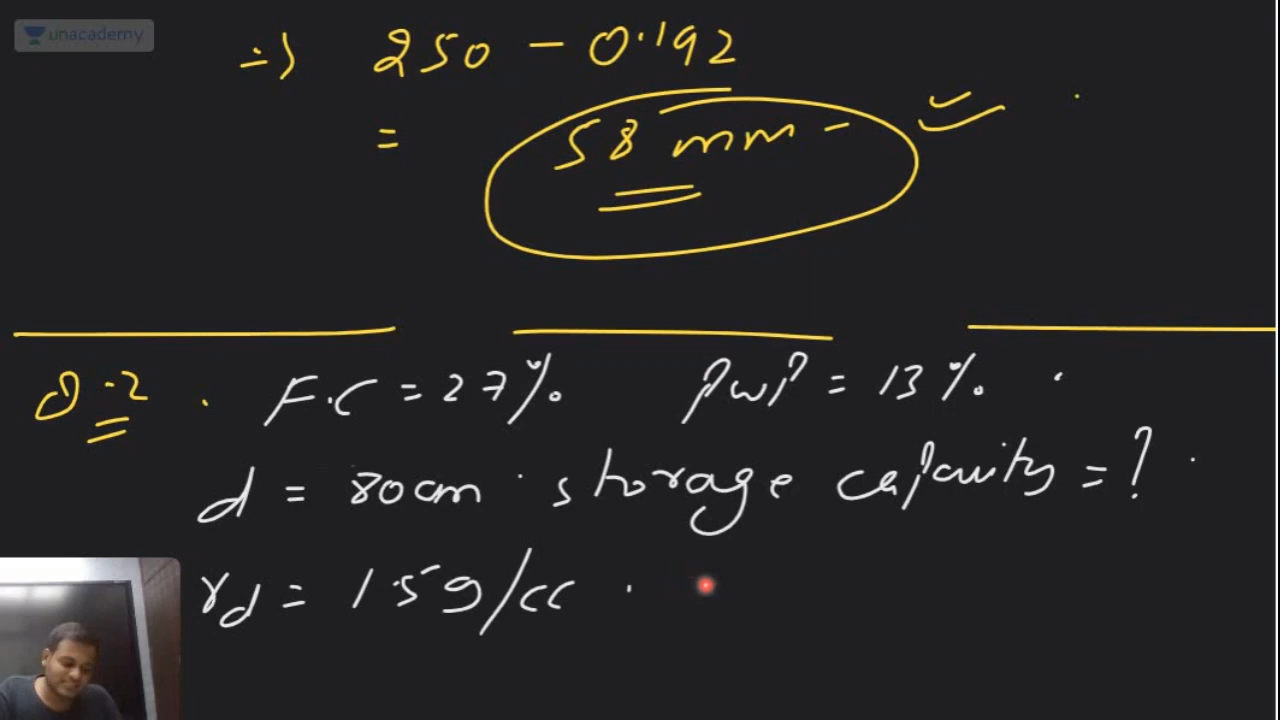 unacademy
=> 250 - 0.192
= 58 mm -
Q-2 . F.C = 27% PWP = 13% .
d = 80cm . storage capacity = ? .
γd = 1.5g/cc .